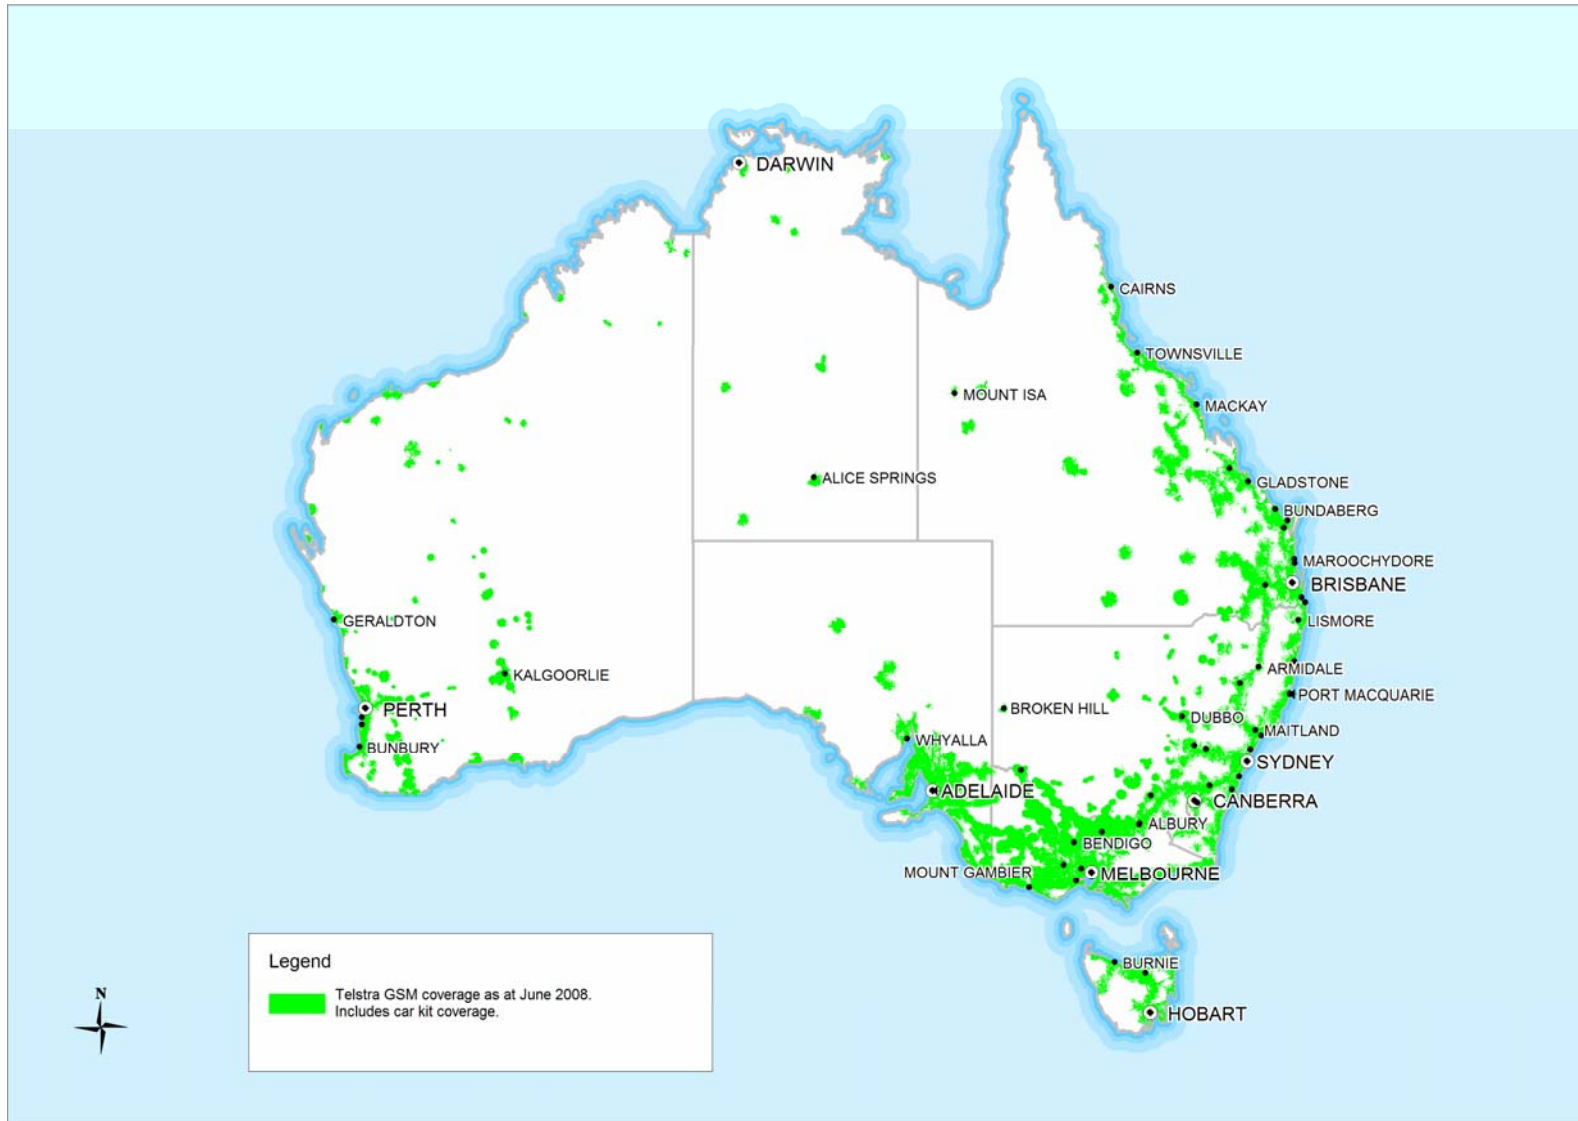 DARWIN
CAIRNS
TOWNSVILLE
MOUNT ISA
MACKAY
ALICE SPRINGS
GLADSTONE
BUNDABERG
MAROOCHYDORE
BRISBANE
GERALDTON
LISMORE
KALGOORLIE
ARMIDALE
PORT MACQUARIE
PERTH
BROKEN HILL
DUBBO
MAITLAND
BUNBURY
WHYALLA
SYDNEY
ADELAIDE
CANBERRA
ALBURY
BENDIGO
MOUNT GAMBIER
MELBOURNE
BURNIE
HOBART
Legend
Telstra GSM coverage as at June 2008.
Includes car kit coverage.
N